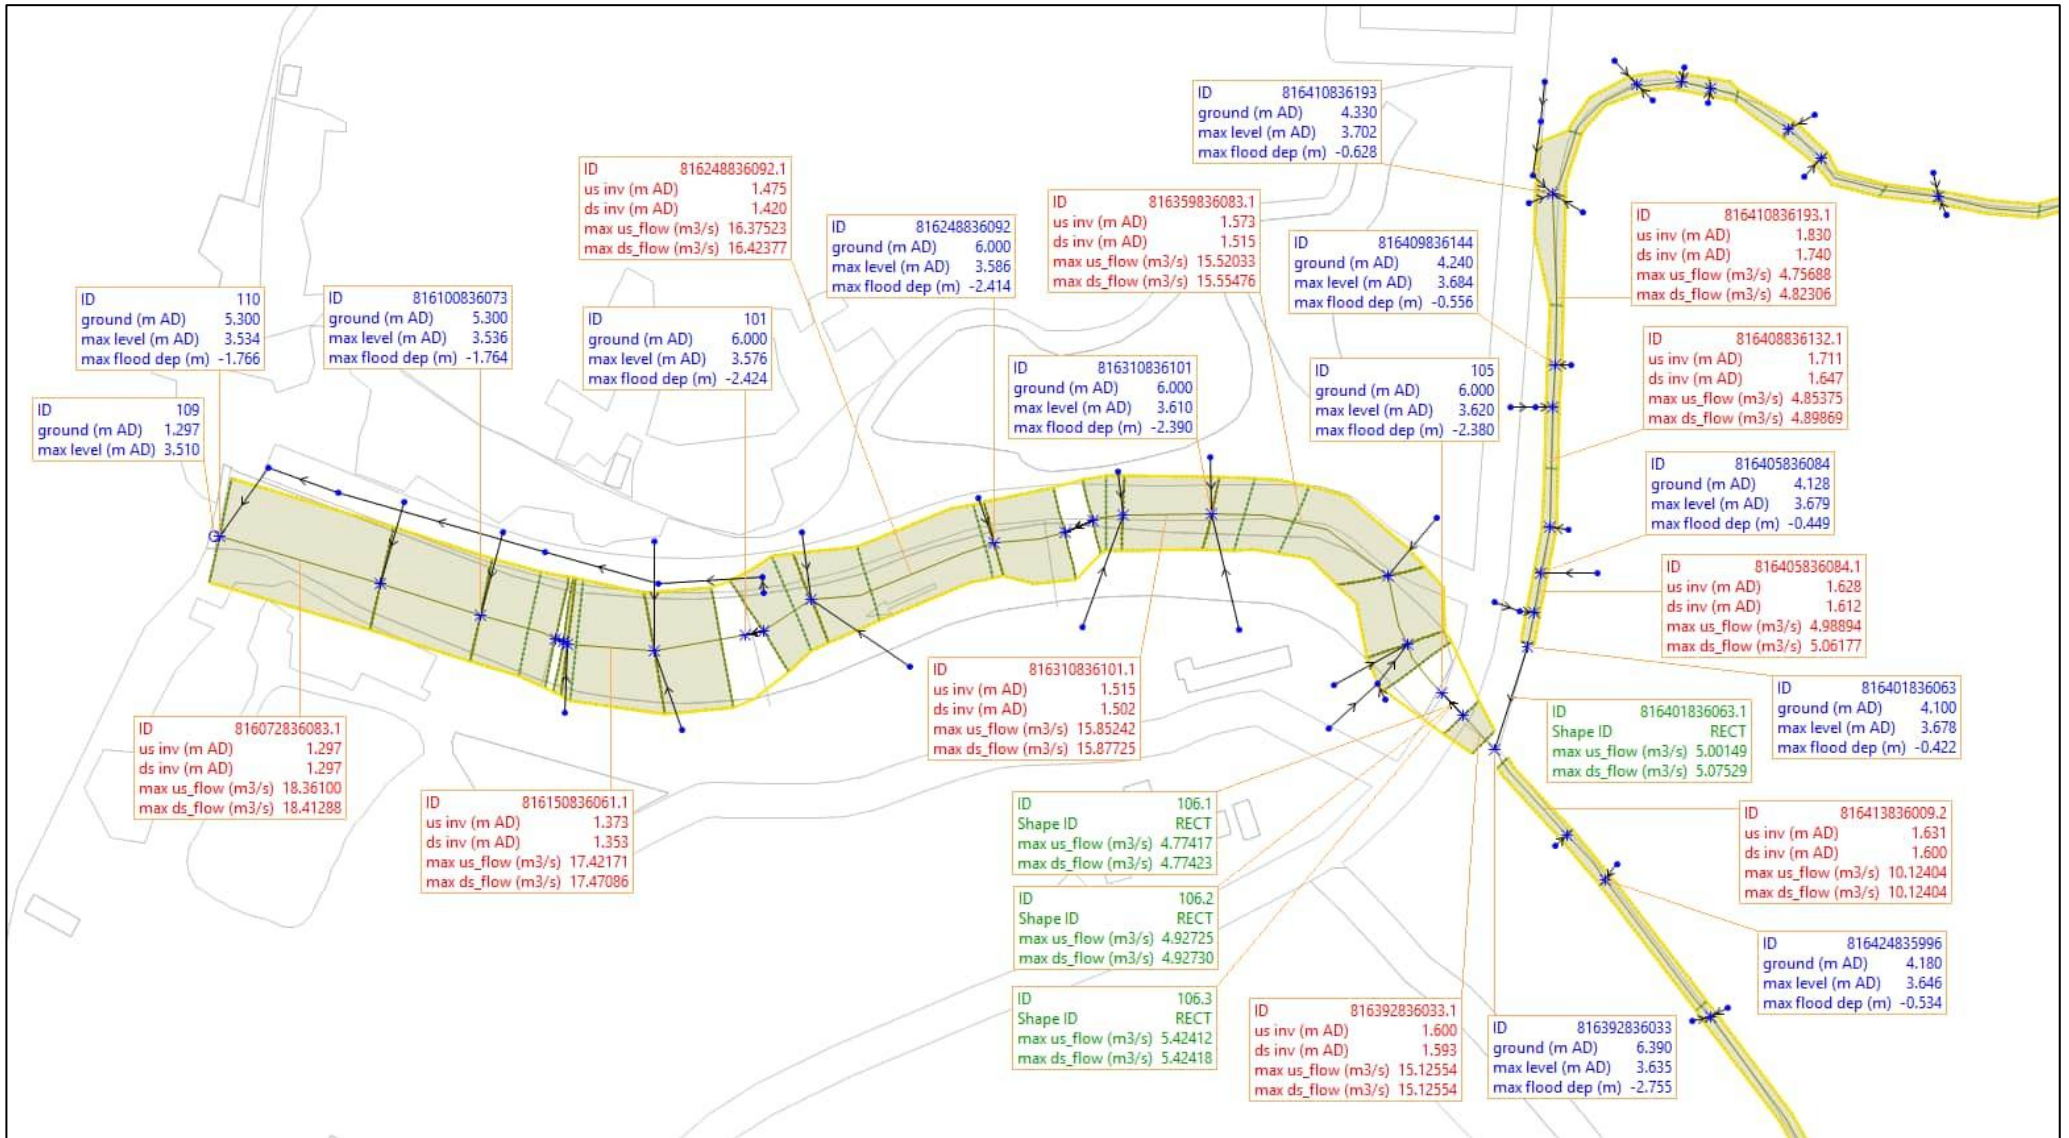 ID 816410836193
ground (m AD) 4.330
max level (m AD) 3.702
max flood dep (m) -0.628
ID 816248836092.1
us inv (m AD) 1.475
ds inv (m AD) 1.420
max us_flow (m3/s) 16.37523
max ds_flow (m3/s) 16.42377
ID 816359836083.1
us inv (m AD) 1.573
ds inv (m AD) 1.515
max us_flow (m3/s) 15.52033
max ds_flow (m3/s) 15.55476
ID 816410836193.1
us inv (m AD) 1.830
ds inv (m AD) 1.740
max us_flow (m3/s) 4.75688
max ds_flow (m3/s) 4.82306
ID 816248836092
ground (m AD) 6.000
max level (m AD) 3.586
max flood dep (m) -2.414
ID 816409836144
ground (m AD) 4.240
max level (m AD) 3.684
max flood dep (m) -0.556
ID 110
ground (m AD) 5.300
max level (m AD) 3.534
max flood dep (m) -1.766
ID 816100836073
ground (m AD) 5.300
max level (m AD) 3.536
max flood dep (m) -1.764
ID 101
ground (m AD) 6.000
max level (m AD) 3.576
max flood dep (m) -2.424
ID 816408836132.1
us inv (m AD) 1.711
ds inv (m AD) 1.647
max us_flow (m3/s) 4.85375
max ds_flow (m3/s) 4.89869
ID 816310836101
ground (m AD) 6.000
max level (m AD) 3.610
max flood dep (m) -2.390
ID 105
ground (m AD) 6.000
max level (m AD) 3.620
max flood dep (m) -2.380
ID 109
ground (m AD) 1.297
max level (m AD) 3.510
ID 816405836084
ground (m AD) 4.128
max level (m AD) 3.679
max flood dep (m) -0.449
ID 816405836084.1
us inv (m AD) 1.628
ds inv (m AD) 1.612
max us_flow (m3/s) 4.98894
max ds_flow (m3/s) 5.06177
ID 816310836101.1
us inv (m AD) 1.515
ds inv (m AD) 1.502
max us_flow (m3/s) 15.85242
max ds_flow (m3/s) 15.87725
ID 816401836063
ground (m AD) 4.100
max level (m AD) 3.678
max flood dep (m) -0.422
ID 816401836063.1
Shape ID RECT
max us_flow (m3/s) 5.00149
max ds_flow (m3/s) 5.07529
ID 816072836083.1
us inv (m AD) 1.297
ds inv (m AD) 1.297
max us_flow (m3/s) 18.36100
max ds_flow (m3/s) 18.41288
ID 816150836061.1
us inv (m AD) 1.373
ds inv (m AD) 1.353
max us_flow (m3/s) 17.42171
max ds_flow (m3/s) 17.47086
ID 106.1
Shape ID RECT
max us_flow (m3/s) 4.77417
max ds_flow (m3/s) 4.77423
ID 816413836009.2
us inv (m AD) 1.631
ds inv (m AD) 1.600
max us_flow (m3/s) 10.12404
max ds_flow (m3/s) 10.12404
ID 106.2
Shape ID RECT
max us_flow (m3/s) 4.92725
max ds_flow (m3/s) 4.92730
ID 816424835996
ground (m AD) 4.180
max level (m AD) 3.646
max flood dep (m) -0.534
ID 106.3
Shape ID RECT
max us_flow (m3/s) 5.42412
max ds_flow (m3/s) 5.42418
ID 816392836033.1
us inv (m AD) 1.600
ds inv (m AD) 1.593
max us_flow (m3/s) 15.12554
max ds_flow (m3/s) 15.12554
ID 816392836033
ground (m AD) 6.390
max level (m AD) 3.635
max flood dep (m) -2.755